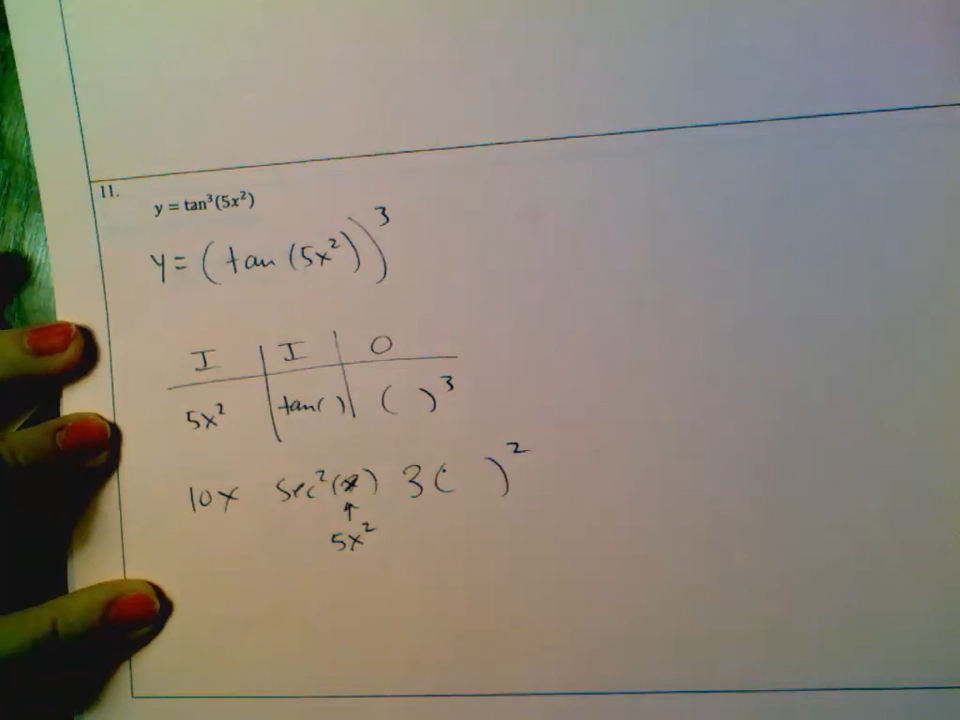 11.
y = tan³(5x²)
y = (tan (5x²))³
I | I | O
5x² | tan( ) | ( )³
10x sec²(x) 3( )²
↑
5x²